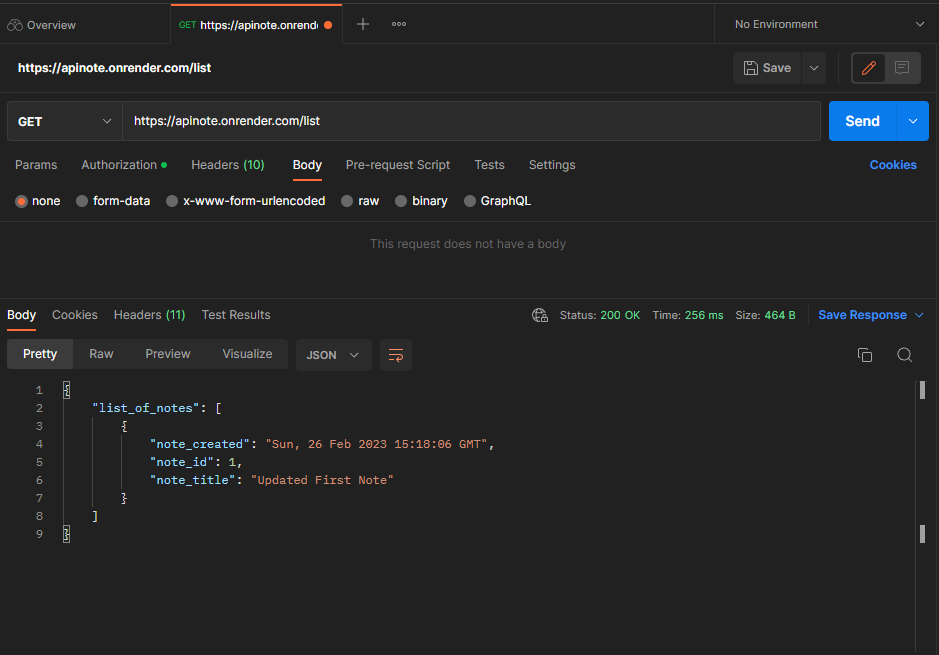 Overview
GET https://apinote.onrende
No Environment
https://apinote.onrender.com/list
Save
GET
https://apinote.onrender.com/list
Send
Params Authorization Headers (10) Body Pre-request Script Tests Settings Cookies
none form-data x-www-form-urlencoded raw binary GraphQL
This request does not have a body
Body Cookies Headers (11) Test Results Status: 200 OK Time: 256 ms Size: 464 B Save Response
Pretty Raw Preview Visualize JSON
1 {
2 "list_of_notes": [
3 {
4 "note_created": "Sun, 26 Feb 2023 15:18:06 GMT",
5 "note_id": 1,
6 "note_title": "Updated First Note"
7 }
8 ]
9 }